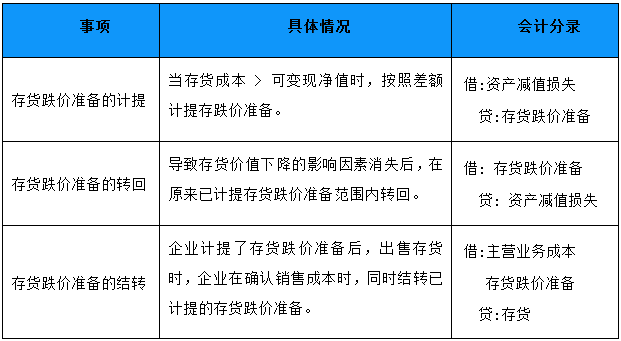 事项 具体情况 会计分录
存货跌价准备的计提
当存货成本 > 可变现净值时，按照差额
计提存跌价准备。
借:资产减值损失
贷:存货跌价准备
存货跌价准备的转回
导致存货价值下降的影响因素消失后，在
原来已计提存货跌价准备范围内转回。
借: 存货跌价准备
贷: 资产减值损失
存货跌价准备的结转
企业计提了存货跌价准备后，出售存货
时，企业在确认销售成本时，同时结转已
计提的存货跌价准备。
借:主营业务成本
存货跌价准备
贷:存货